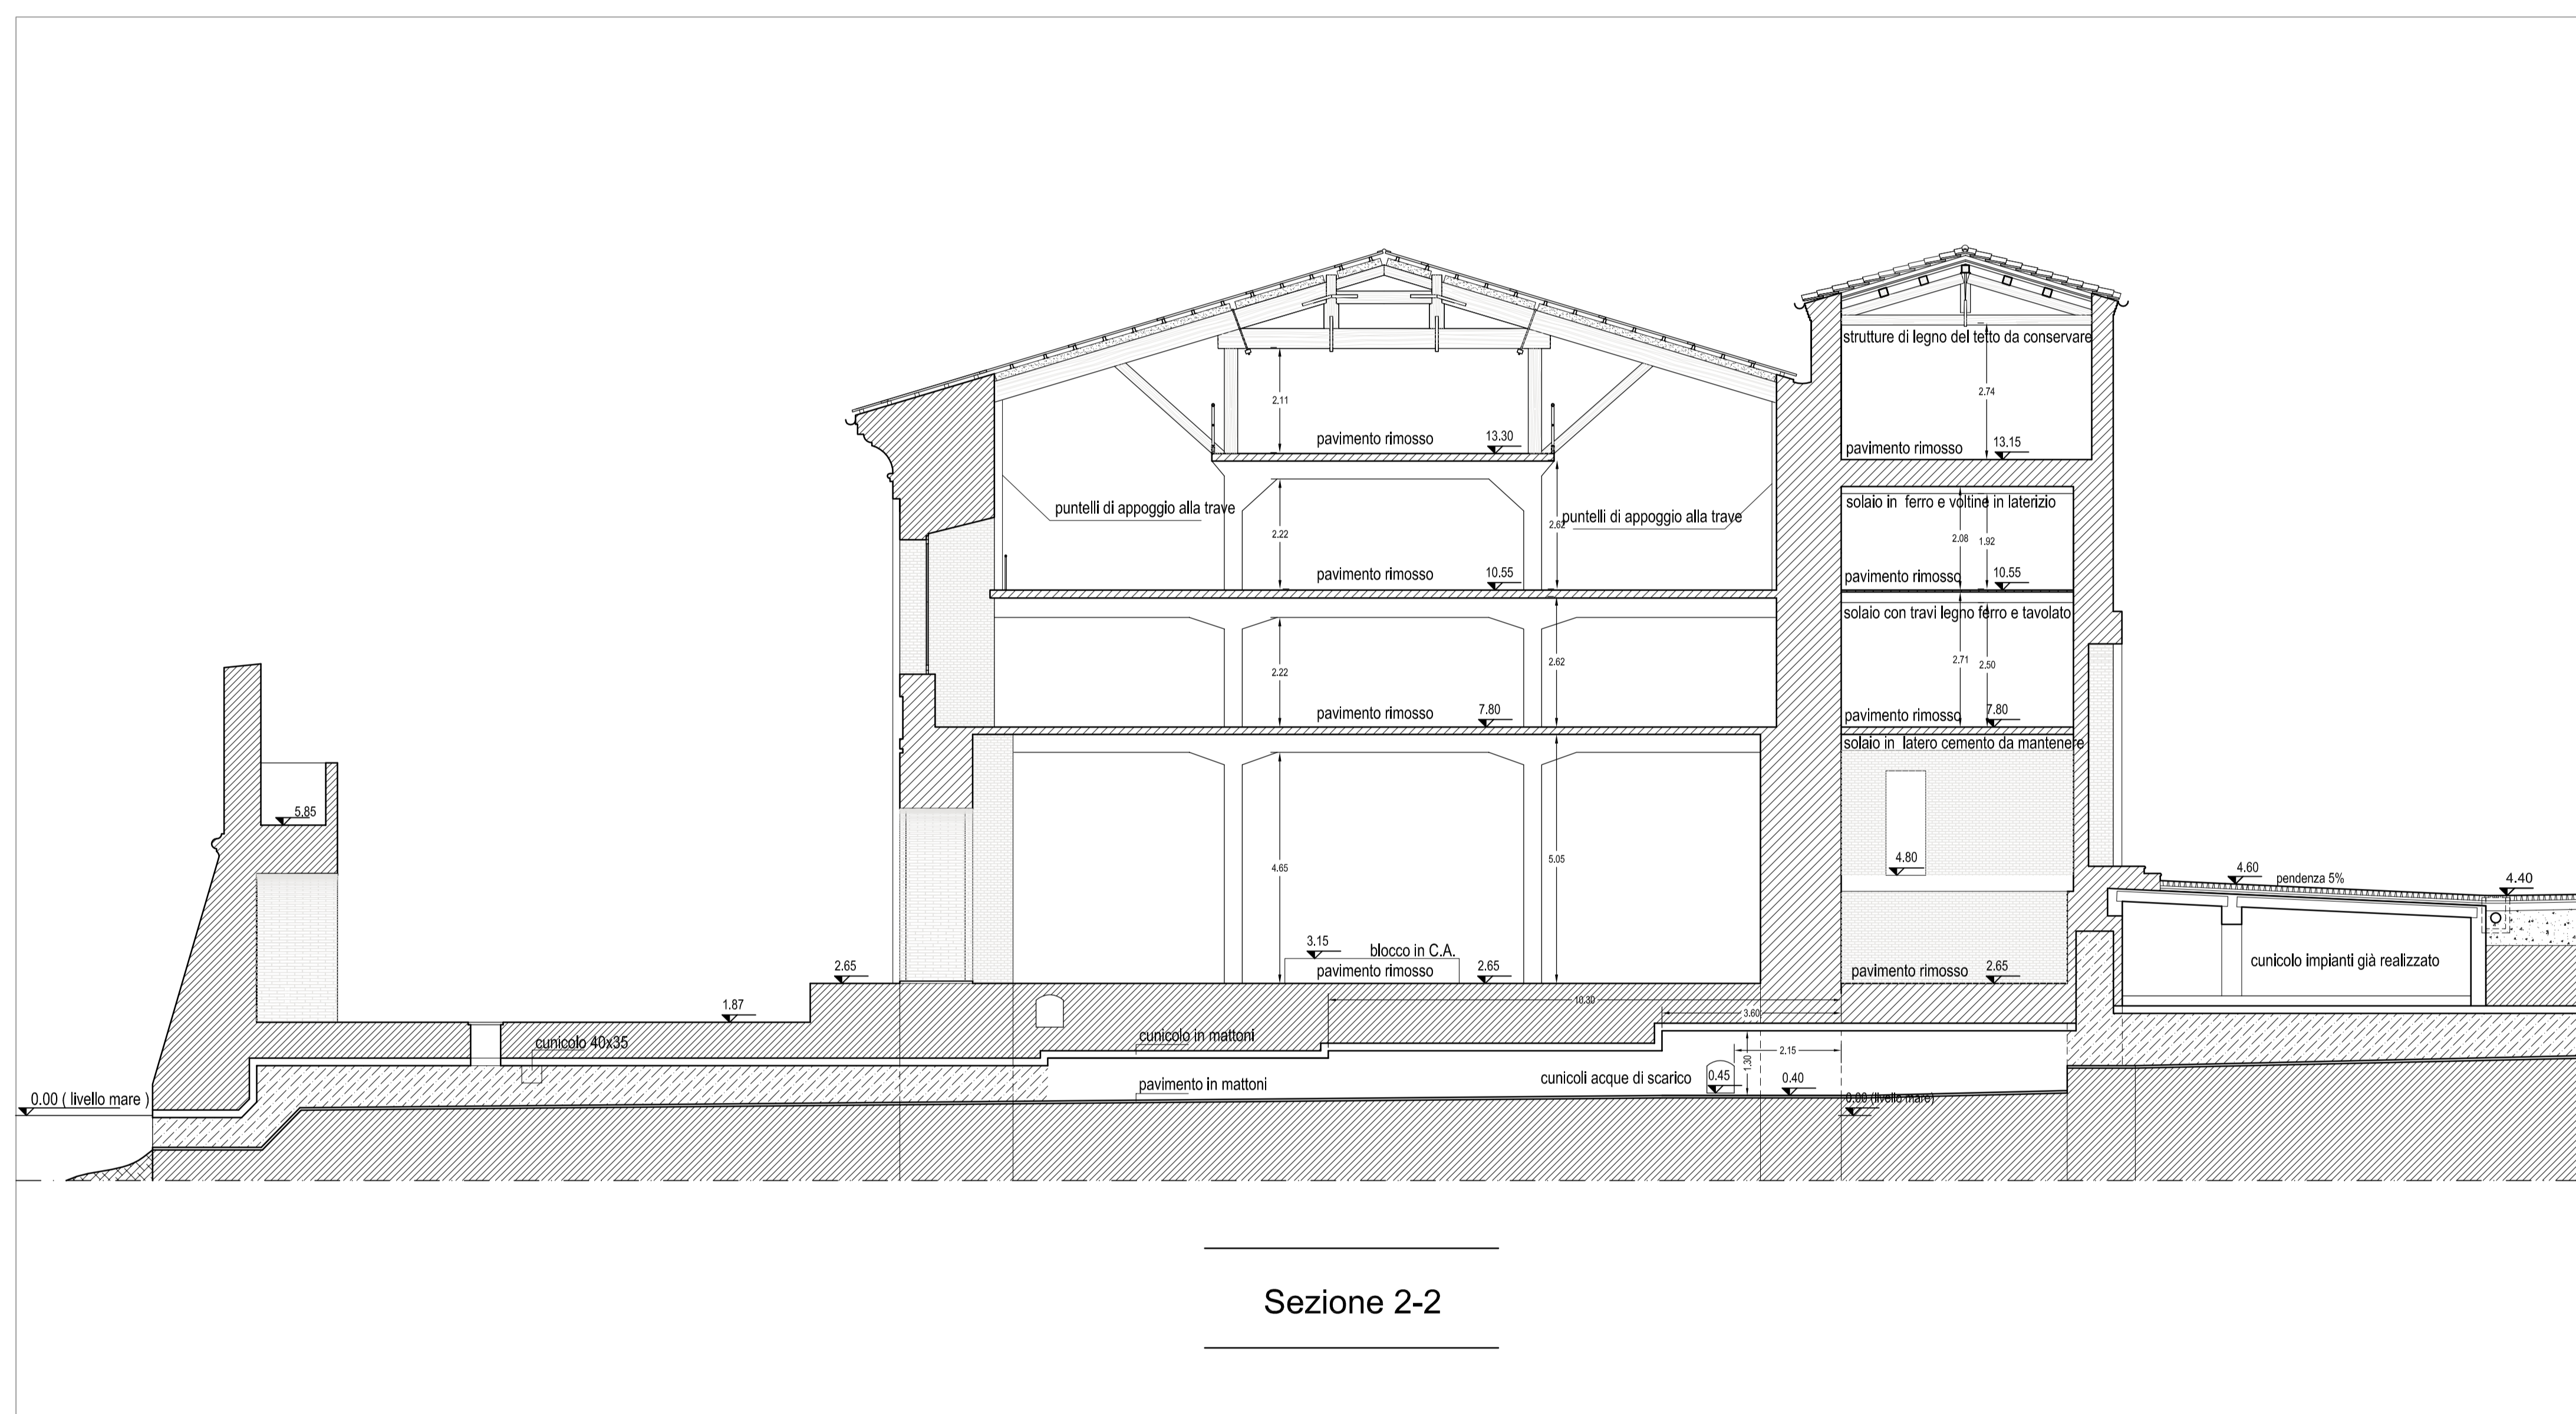 strutture di legno del tetto da conservare
2.11
2.74
pavimento rimosso 13.30
pavimento rimosso 13.15
puntelli di appoggio alla trave
puntelli di appoggio alla trave
solaio in ferro e voltine in laterizio
2.22
2.62
2.08
1.92
pavimento rimosso 10.55
pavimento rimosso 10.55
solaio con travi legno ferro e tavolato
2.22
2.62
2.71
2.50
pavimento rimosso 7.80
pavimento rimosso 7.80
solaio in latero cemento da mantenere
5.85
4.65
5.05
4.80
4.60
pendenza 5%
4.40
3.15
blocco in C.A.
2.65
pavimento rimosso 2.65
pavimento rimosso 2.65
cunicolo impianti già realizzato
1.87
10.30
3.60
cunicolo 40x35
cunicolo in mattoni
2.15
1.30
pavimento in mattoni
cunicoli acque di scarico 0.45
0.40
0.00 ( livello mare )
0.00 (livello mare)
Sezione 2-2